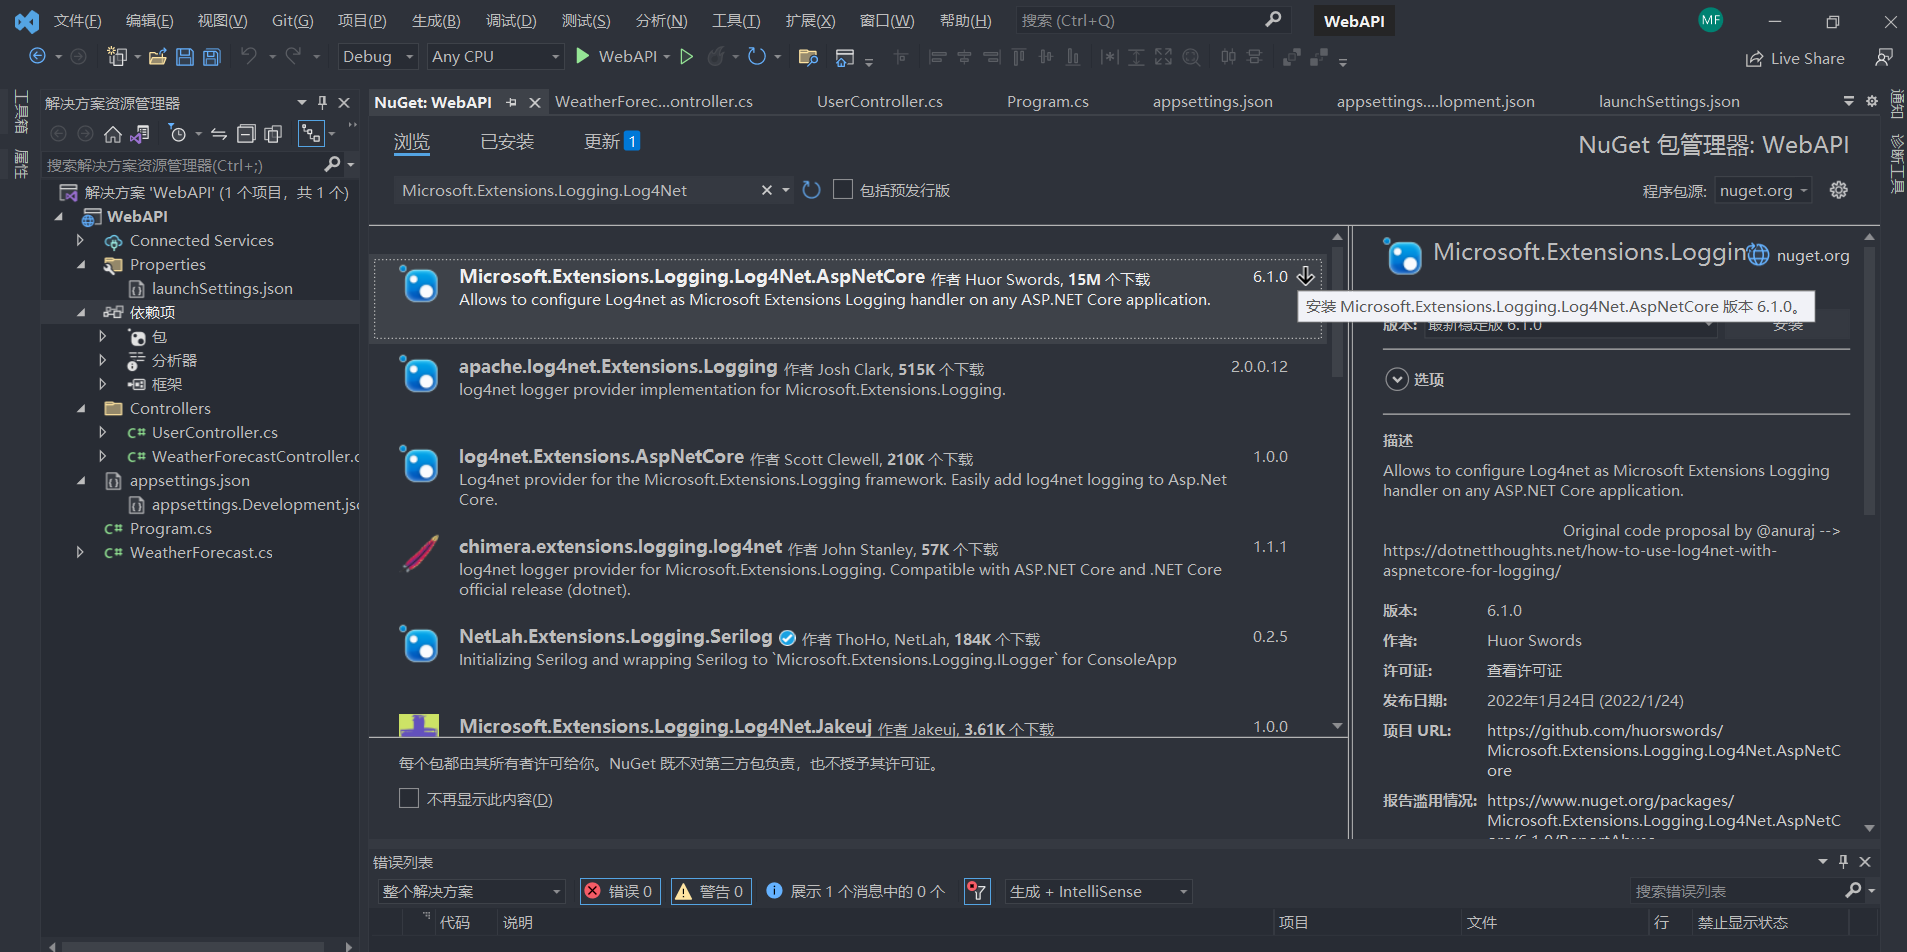 文件(F) 编辑(E) 视图(V) Git(G) 项目(P) 生成(B) 调试(D) 测试(S) 分析(N) 工具(T) 扩展(X) 窗口(W) 帮助(H) 搜索 (Ctrl+Q) WebAPI MF
Debug Any CPU WebAPI Live Share
工具箱
属性
解决方案资源管理器
搜索解决方案资源管理器(Ctrl+;)
解决方案 'WebAPI' (1 个项目，共 1 个)
WebAPI
Connected Services
Properties
launchSettings.json
依赖项
包
分析器
框架
Controllers
UserController.cs
WeatherForecastController.c
appsettings.json
appsettings.Development.jso
Program.cs
WeatherForecast.cs
NuGet: WebAPI WeatherForec...ontroller.cs UserController.cs Program.cs appsettings.json appsettings....lopment.json launchSettings.json
浏览 已安装 更新 1
NuGet 包管理器: WebAPI
Microsoft.Extensions.Logging.Log4Net 包括预发行版
程序包源: nuget.org
Microsoft.Extensions.Logging.Log4Net.AspNetCore 作者 Huor Swords, 15M 个下载 6.1.0
Allows to configure Log4net as Microsoft Extensions Logging handler on any ASP.NET Core application.
apache.log4net.Extensions.Logging 作者 Josh Clark, 515K 个下载 2.0.0.12
log4net logger provider implementation for Microsoft.Extensions.Logging.
log4net.Extensions.AspNetCore 作者 Scott Clewell, 210K 个下载 1.0.0
Log4net provider for the Microsoft.Extensions.Logging framework. Easily add log4net logging to Asp.Net
Core.
chimera.extensions.logging.log4net 作者 John Stanley, 57K 个下载 1.1.1
log4net logger provider for Microsoft.Extensions.Logging. Compatible with ASP.NET Core and .NET Core
official release (dotnet).
NetLah.Extensions.Logging.Serilog 作者 ThoHo, NetLah, 184K 个下载 0.2.5
Initializing Serilog and wrapping Serilog to `Microsoft.Extensions.Logging.ILogger` for ConsoleApp
Microsoft.Extensions.Logging.Log4Net.Jakeuj 作者 Jakeuj, 3.61K 个下载 1.0.0
每个包都由其所有者许可给你。NuGet 既不对第三方包负责，也不授予其许可证。
不再显示此内容(D)
Microsoft.Extensions.Loggin nuget.org
安装 Microsoft.Extensions.Logging.Log4Net.AspNetCore 版本 6.1.0。
版本: 最新稳定版 6.1.0 安装
选项
描述
Allows to configure Log4net as Microsoft Extensions Logging
handler on any ASP.NET Core application.
Original code proposal by @anuraj -->
https://dotnetthoughts.net/how-to-use-log4net-with-
aspnetcore-for-logging/
版本: 6.1.0
作者: Huor Swords
许可证: 查看许可证
发布日期: 2022年1月24日 (2022/1/24)
项目 URL: https://github.com/huorswords/
Microsoft.Extensions.Logging.Log4Net.AspNetC
ore
报告滥用情况: https://www.nuget.org/packages/
Microsoft.Extensions.Logging.Log4Net.AspNetC
ore/6.1.0/ReportAbuse
通知
诊断工具
错误列表
整个解决方案 错误 0 警告 0 展示 1 个消息中的 0 个 生成 + IntelliSense 搜索错误列表
代码 说明 项目 文件 行 禁止显示状态